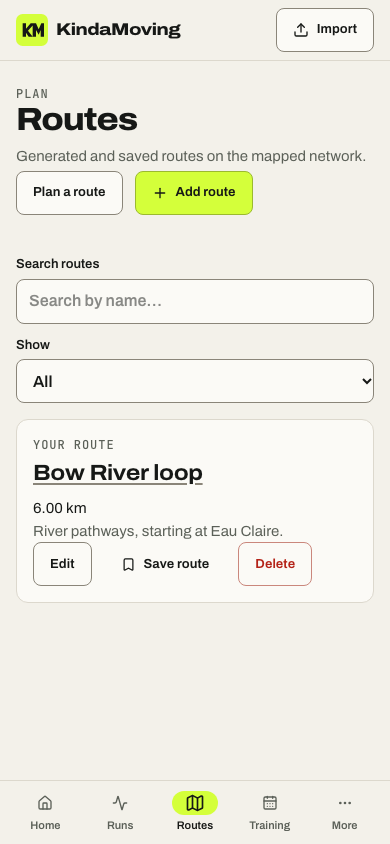 KM KindaMoving
Import
PLAN
Routes
Generated and saved routes on the mapped network.
Plan a route
Add route
Search routes
Search by name...
Show
All
YOUR ROUTE
Bow River loop
6.00 km
River pathways, starting at Eau Claire.
Edit
Save route
Delete
Home
Runs
Routes
Training
More